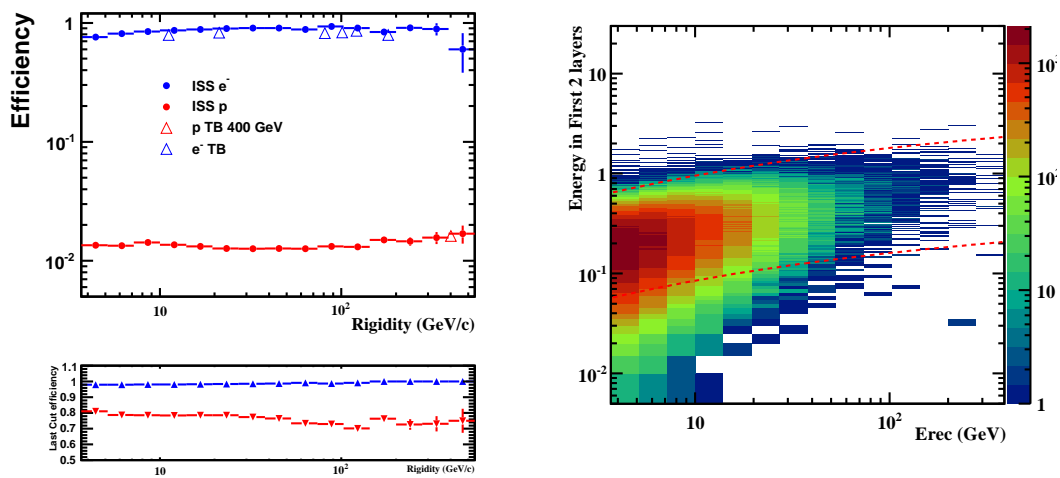 Efficiency
1
10⁻¹
10⁻²
ISS e⁻
ISS p
p TB 400 GeV
e⁻ TB
10
10²
Rigidity (GeV/c)
Last Cut efficiency
1.1
1
0.9
0.8
0.7
0.6
0.5
10
10²
Rigidity (GeV/c)
Energy in First 2 layers
10
1
10⁻¹
10⁻²
10
10²
Erec (GeV)
10
1